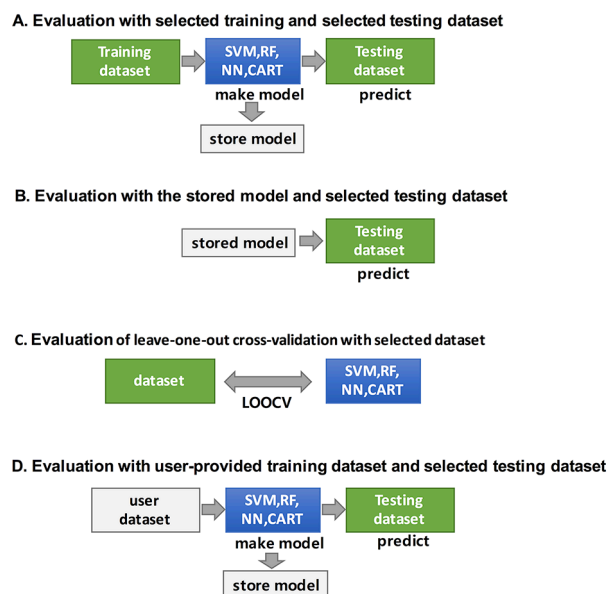 A. Evaluation with selected training and selected testing dataset
Training
dataset
SVM,RF,
NN,CART
Testing
dataset
make model
predict
store model
B. Evaluation with the stored model and selected testing dataset
stored model
Testing
dataset
predict
C. Evaluation of leave-one-out cross-validation with selected dataset
dataset
LOOCV
SVM,RF,
NN,CART
D. Evaluation with user-provided training dataset and selected testing dataset
user
dataset
SVM,RF,
NN,CART
Testing
dataset
make model
predict
store model